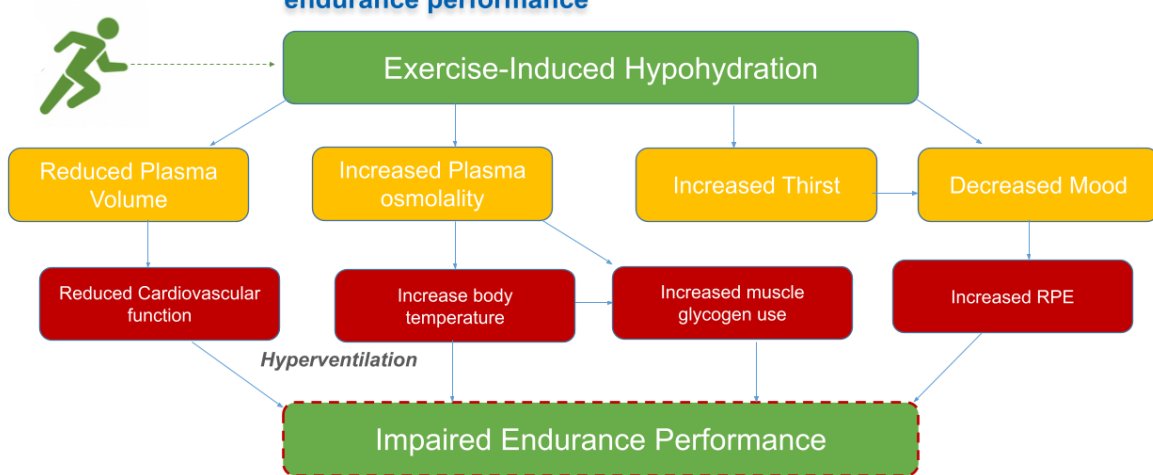 endurance performance
Exercise-Induced Hypohydration
Reduced Plasma
Volume
Increased Plasma
osmolality
Increased Thirst
Decreased Mood
Reduced Cardiovascular
function
Increase body
temperature
Increased muscle
glycogen use
Increased RPE
Hyperventilation
Impaired Endurance Performance